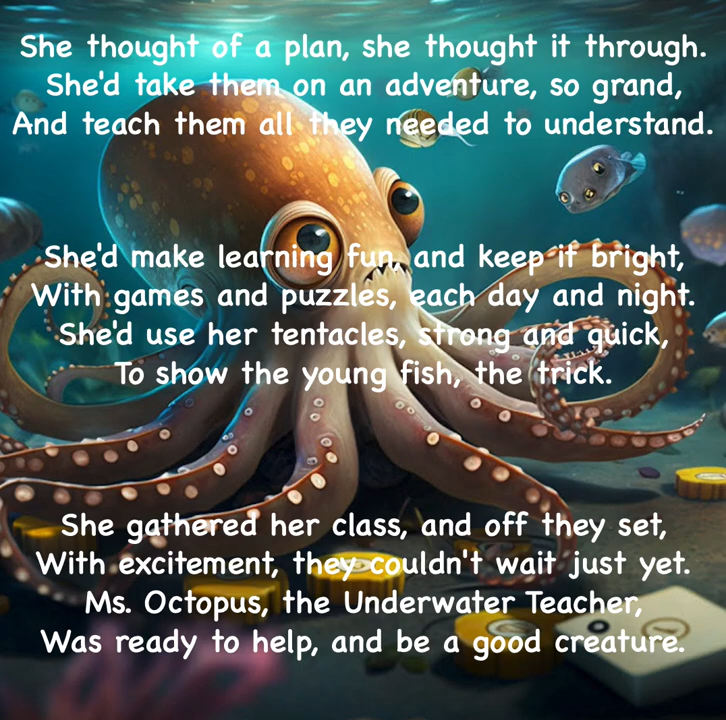 She thought of a plan, she thought it through.
She'd take them on an adventure, so grand,
And teach them all they needed to understand.
She'd make learning fun, and keep it bright,
With games and puzzles, each day and night.
She'd use her tentacles, strong and quick,
To show the young fish, the trick.
She gathered her class, and off they set,
With excitement, they couldn't wait just yet.
Ms. Octopus, the Underwater Teacher,
Was ready to help, and be a good creature.